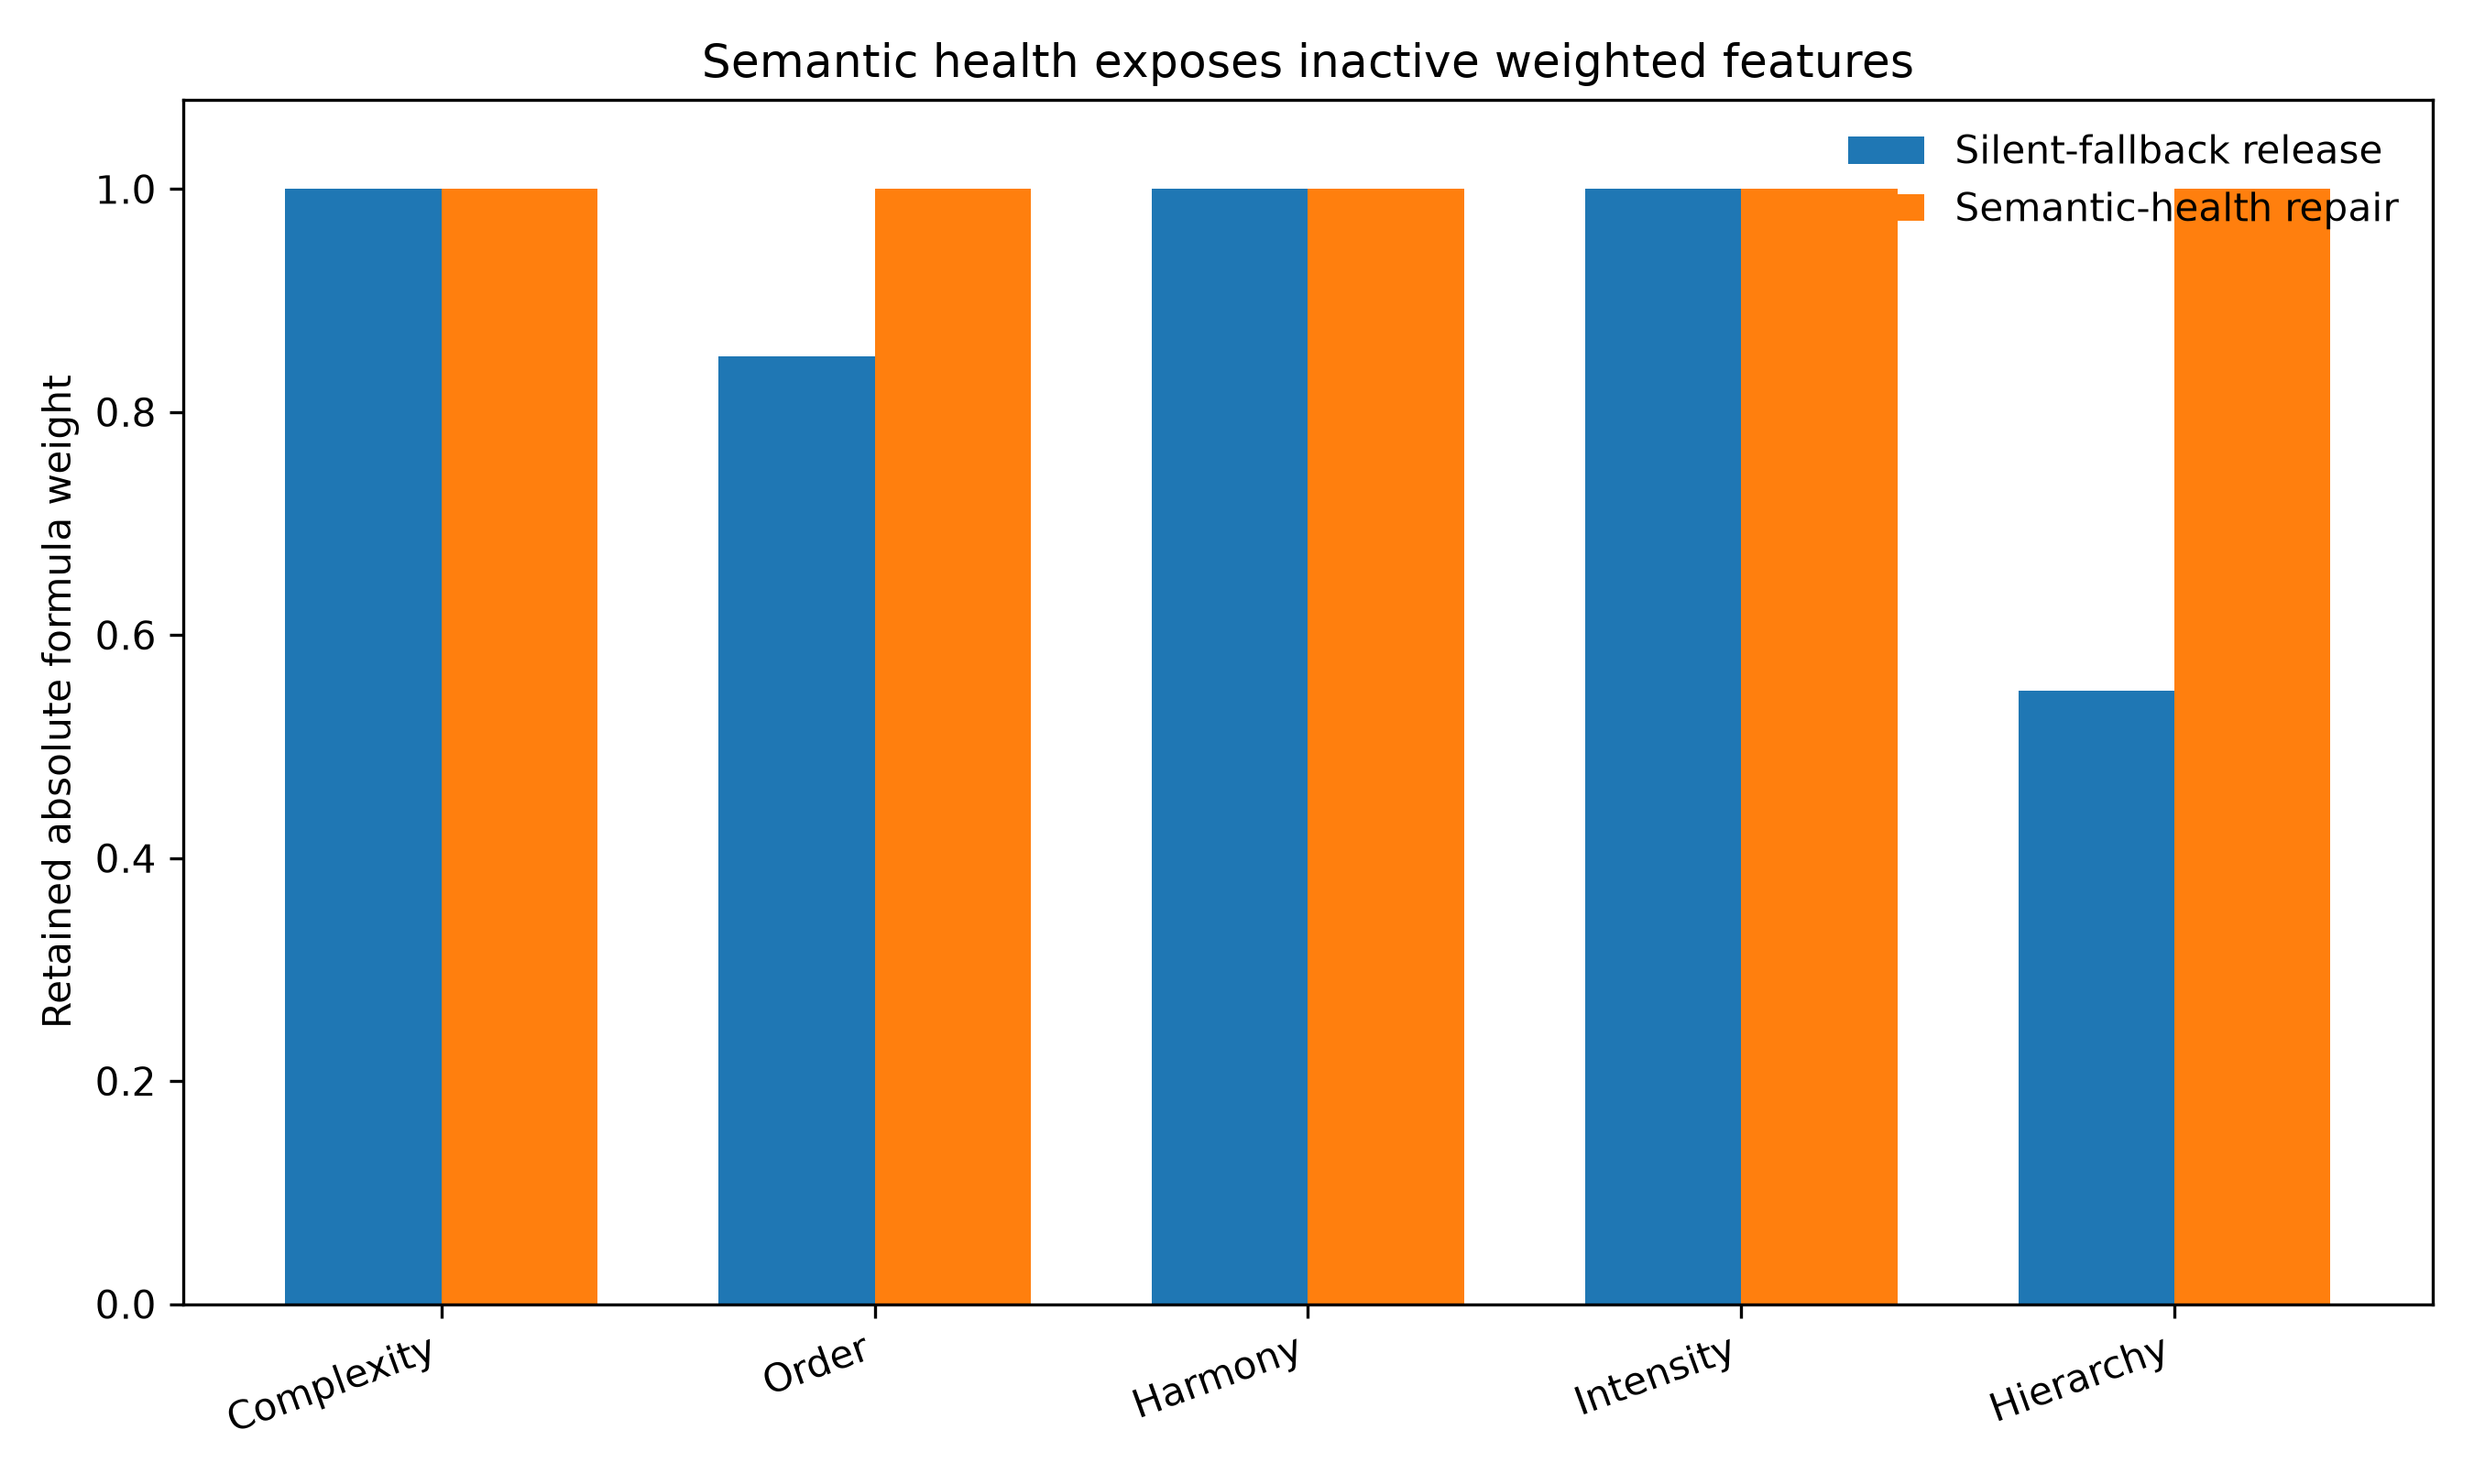 Semantic health exposes inactive weighted features
Silent-fallback release
Semantic-health repair
Retained absolute formula weight
1.0
0.8
0.6
0.4
0.2
0.0
Complexity
Order
Harmony
Intensity
Hierarchy